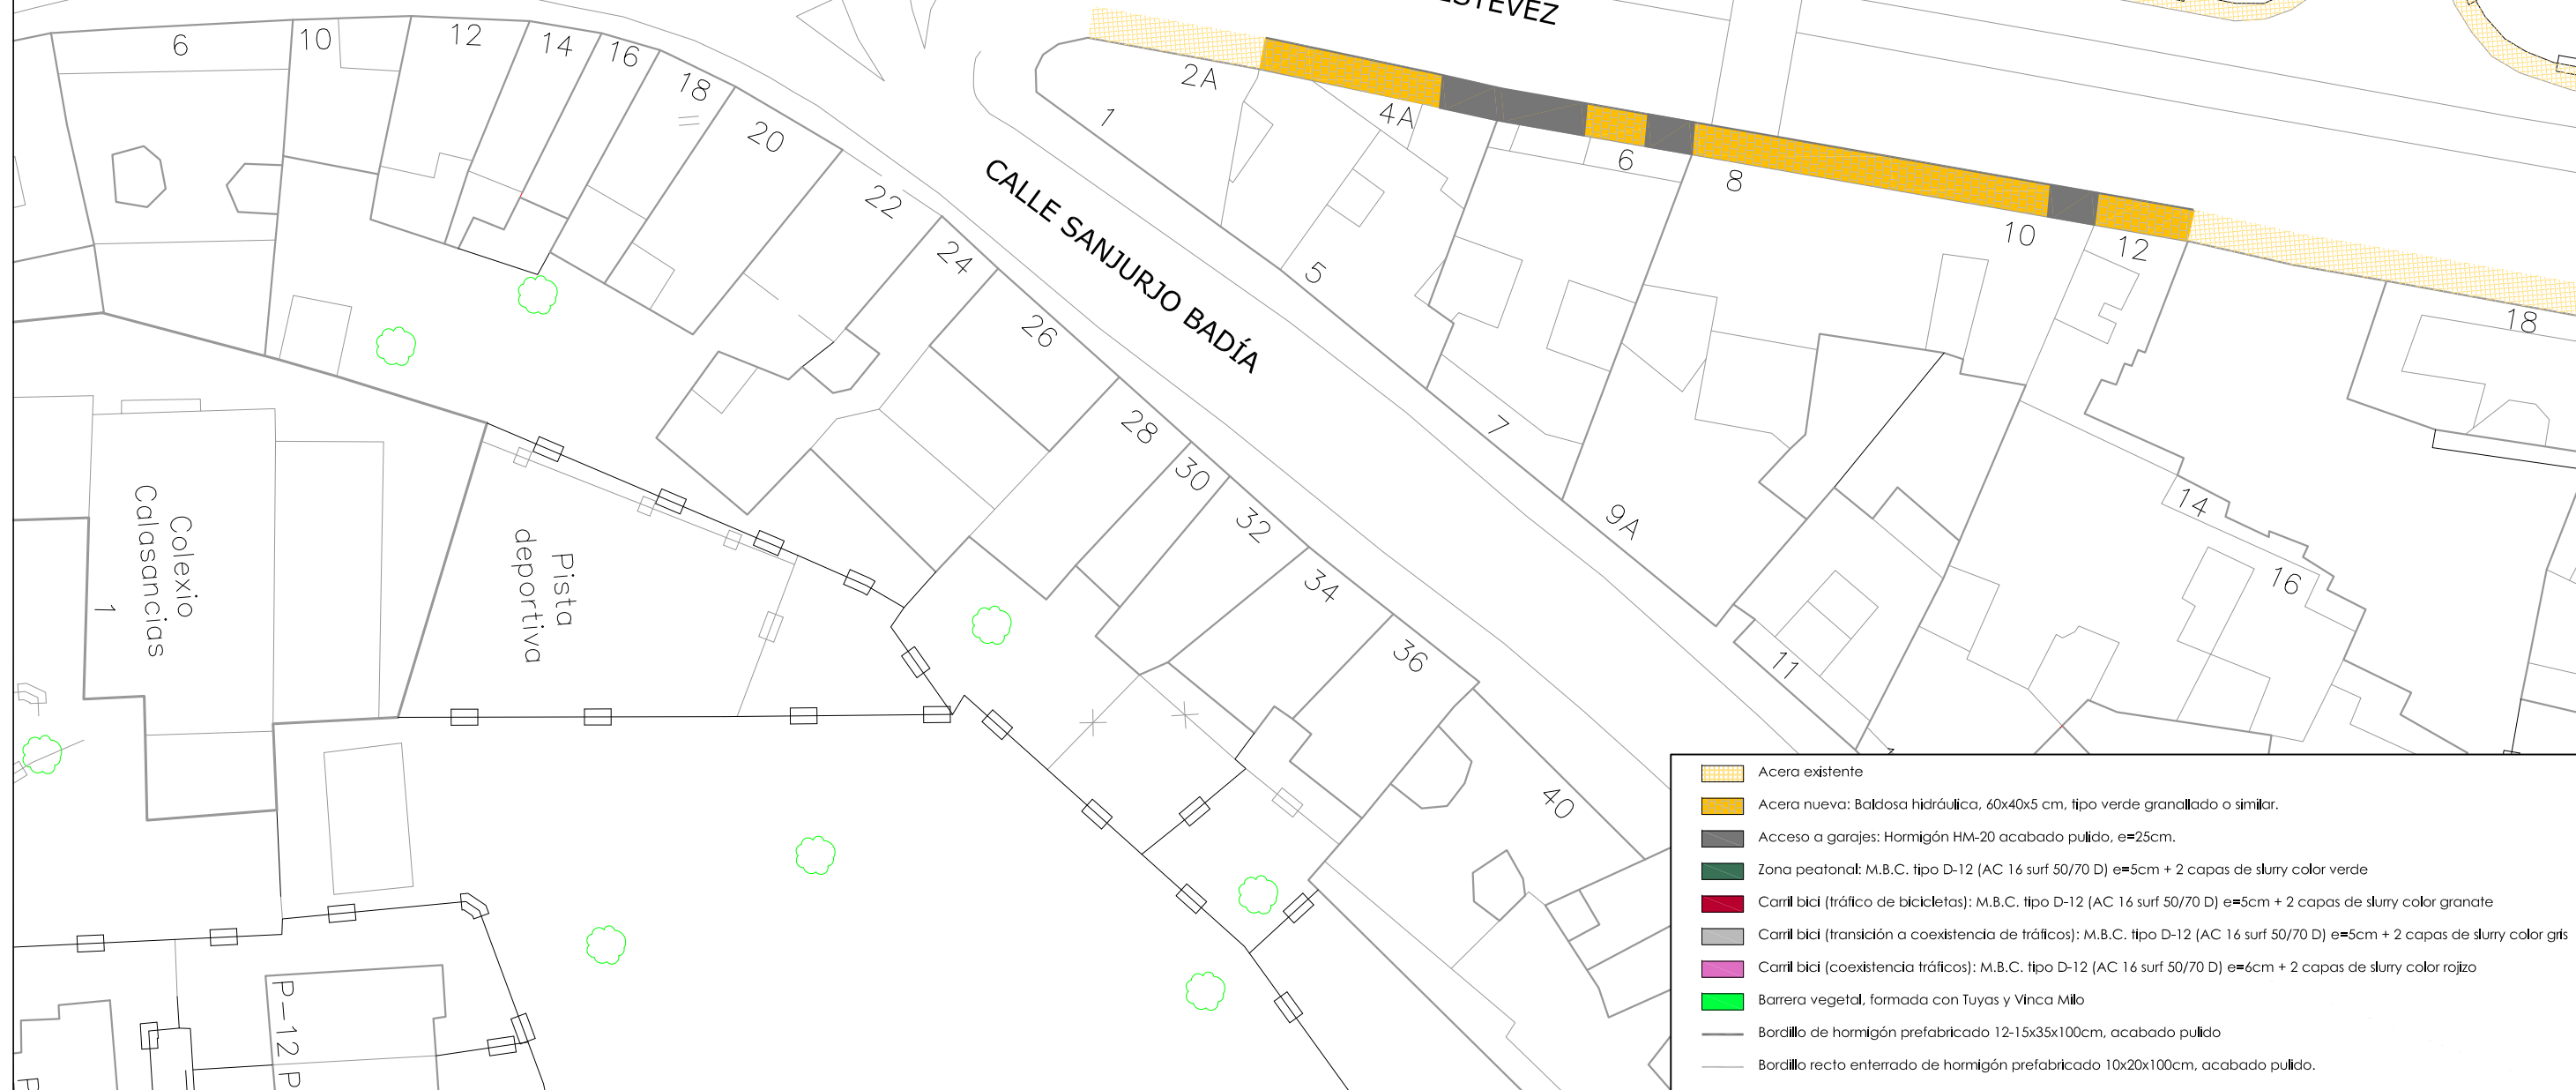 ESTEVEZ
6
10
12
14
16
18
20
22
24
26
28
30
32
34
36
40
2A
4A
6
8
10
12
18
1
5
7
9A
11
14
16
CALLE SANJURJO BADÍA
Colexio
Calasancias
1
Pista
deportiva
P-12
P
P
Acera existente
Acera nueva: Baldosa hidráulica, 60x40x5 cm, tipo verde granallado o similar.
Acceso a garajes: Hormigón HM-20 acabado pulido, e=25cm.
Zona peatonal: M.B.C. tipo D-12 (AC 16 surf 50/70 D) e=5cm + 2 capas de slurry color verde
Carril bici (tráfico de bicicletas): M.B.C. tipo D-12 (AC 16 surf 50/70 D) e=5cm + 2 capas de slurry color granate
Carril bici (transición a coexistencia de tráficos): M.B.C. tipo D-12 (AC 16 surf 50/70 D) e=5cm + 2 capas de slurry color gris
Carril bici (coexistencia tráficos): M.B.C. tipo D-12 (AC 16 surf 50/70 D) e=6cm + 2 capas de slurry color rojizo
Barrera vegetal, formada con Tuyas y Vinca Milo
Bordillo de hormigón prefabricado 12-15x35x100cm, acabado pulido
Bordillo recto enterrado de hormigón prefabricado 10x20x100cm, acabado pulido.